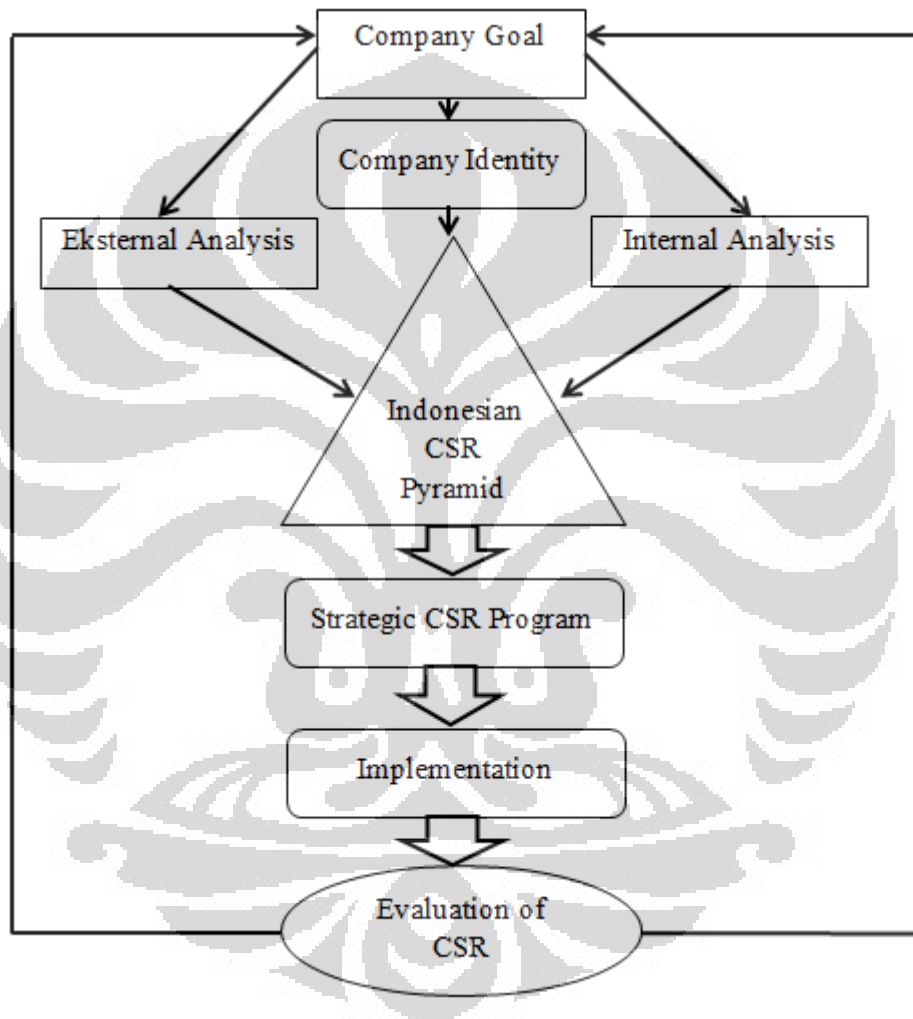 Company Goal
Company Identity
Eksternal Analysis
Internal Analysis
Indonesian
CSR
Pyramid
Strategic CSR Program
Implementation
Evaluation of
CSR